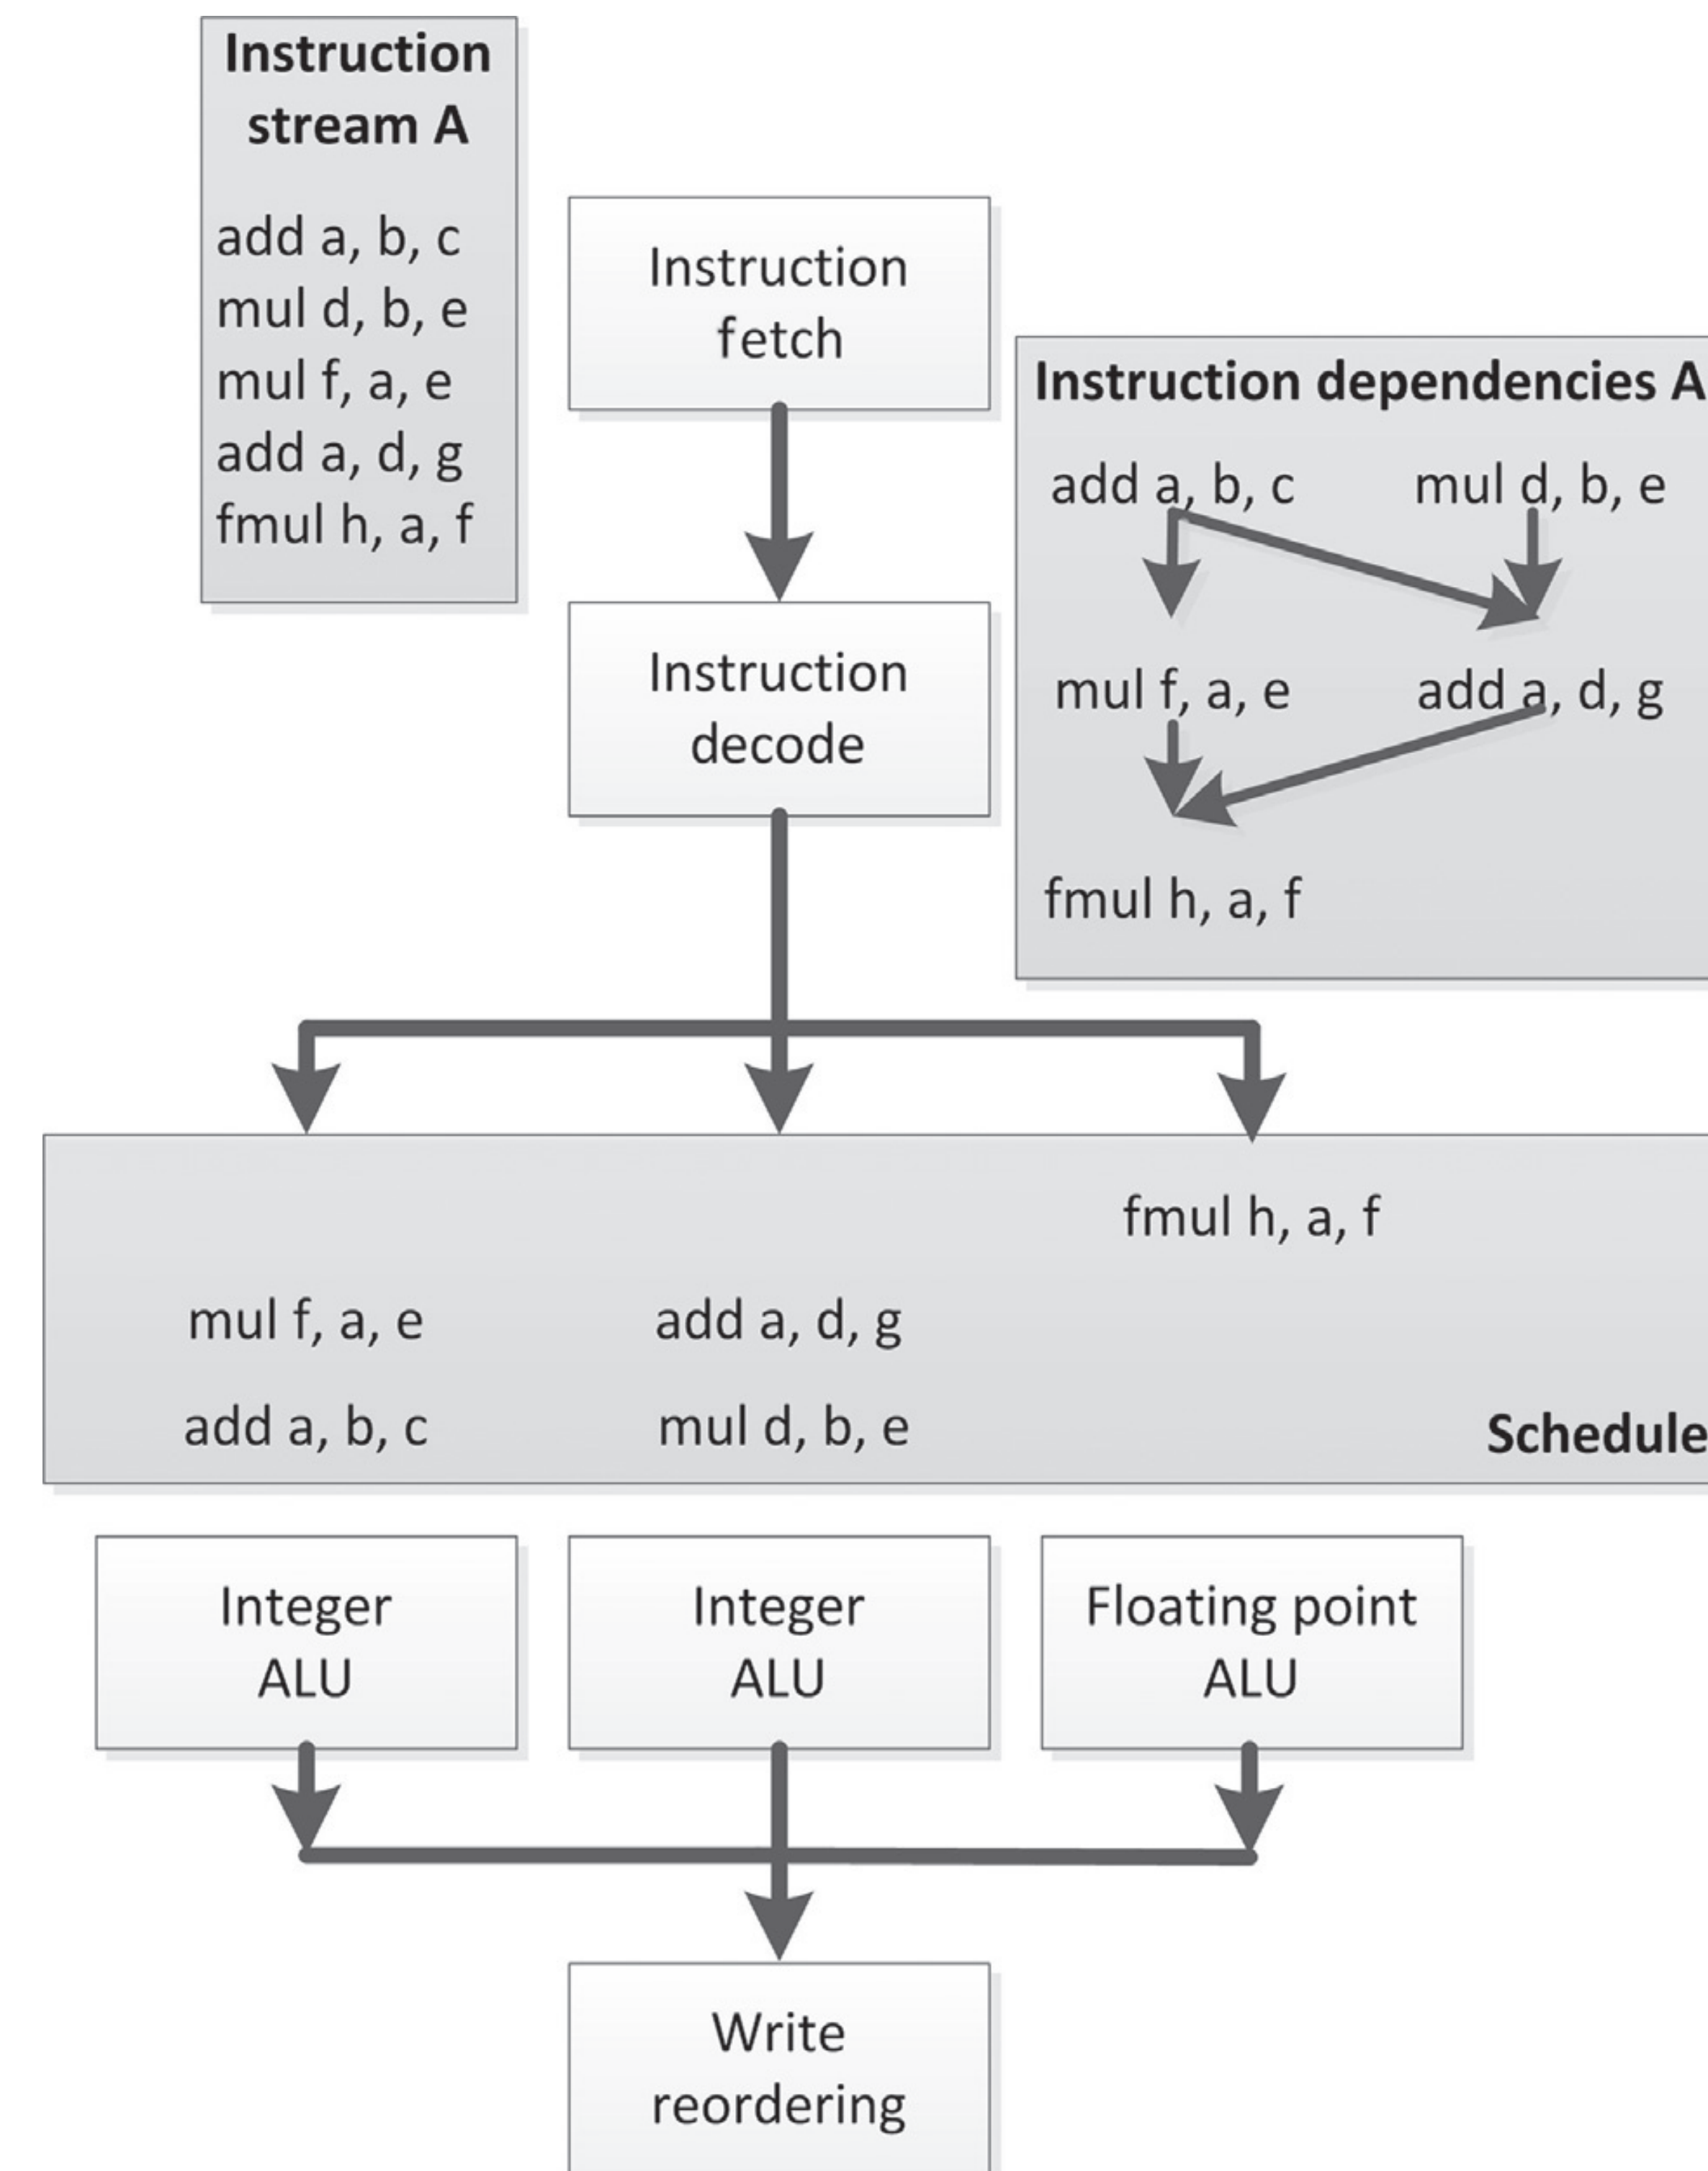 Instruction
stream A
add a, b, c
mul d, b, e
mul f, a, e
add a, d, g
fmul h, a, f
Instruction
fetch
Instruction
decode
Instruction dependencies A
add a, b, c
mul d, b, e
mul f, a, e
add a, d, g
fmul h, a, f
fmul h, a, f
mul f, a, e
add a, d, g
add a, b, c
mul d, b, e
Schedule
Integer
ALU
Integer
ALU
Floating point
ALU
Write
reordering